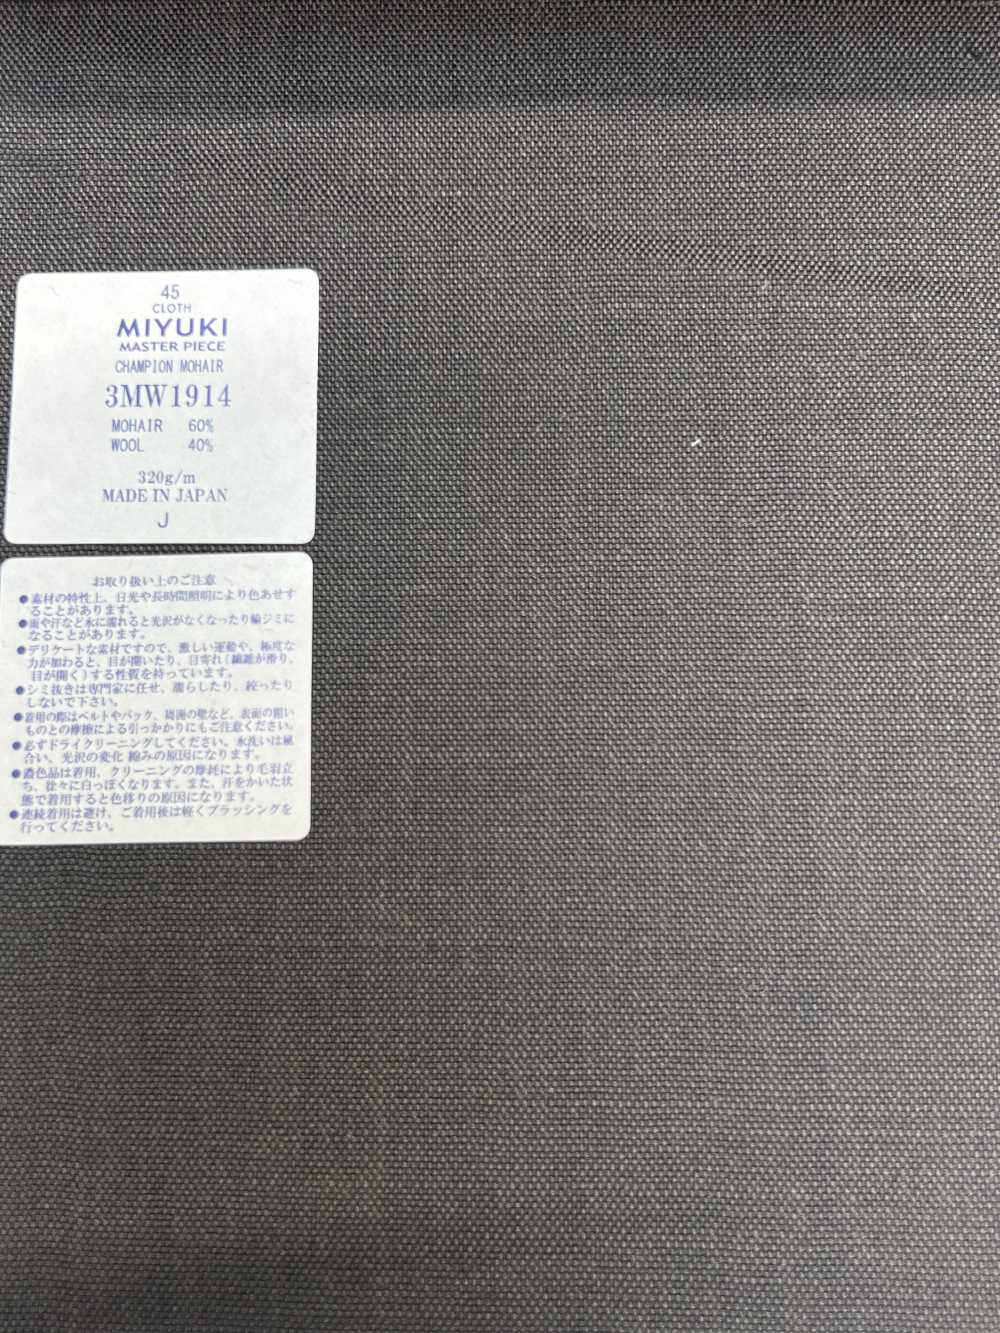 45
CLOTH
MIYUKI
MASTER PIECE
CHAMPION MOHAIR
3MW1914
MOHAIR 60%
WOOL 40%
320g/m
MADE IN JAPAN
J
お取り扱い上のご注意
●素材の特性上、日光や長時間照明により色あせす
ることがあります。
●雨や汗など水に濡れると光沢がなくなったり輪ジミに
なることがあります。
●デリケートな素材ですので、激しい運動や、極度な
力が加わると、目が開いたり、目寄れ(繊維が滑り、
目が開く)する性質を持っています。
●シミ抜きは専門家に任せ、濡らしたり、絞ったり
しないで下さい。
●着用の際はベルトやバック、周囲の壁など、表面の粗い
ものとの摩擦による引っかかりにもご注意ください。
●必ずドライクリーニングしてください。水洗いは風
合い、光沢の変化 縮みの原因になります。
●濃色品は着用、クリーニングの摩耗により毛羽立
ち、徐々に白っぽくなります。また、汗をかいた状
態で着用すると色移りの原因になります。
●連続着用は避け、ご着用後は軽くブラッシングを
行ってください。